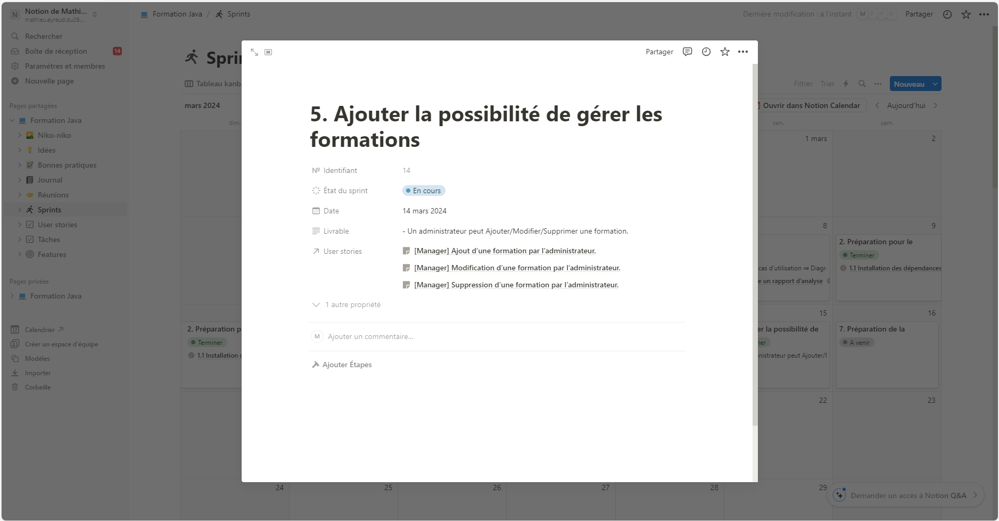 N
Notion de Mathi...
mathieu.eyraud.du29...
Rechercher
Boîte de réception
14
Paramètres et membres
Nouvelle page
Pages partagées
Formation Java
Niko-niko
Idées
Bonnes pratiques
Journal
Réunions
Sprints
User stories
Tâches
Features
Pages privées
Formation Java
17
Calendrier
Créer un espace d'équipe
Modèles
Importer
Corbeille
Formation Java / Sprints
Dernière modification : à l'instant
M
A
Partager
Sprin
Tableau kanb
Filtrer
Trier
Nouveau
mars 2024
Ouvrir dans Notion Calendar
Aujourd'hui
dim.
ven.
sam.
1 mars
2
8
9
2. Préparation pour le
Terminer
cas d'utilisation ⇒ Diagr
1.1 Installation des dépendances
e un rapport d'analyse
15
16
2. Préparation p
Terminer
1.1 Installation
er la possibilité de
ner
inistrateur peut Ajouter/
7. Préparation de la
A venir
22
23
24
25
26
27
28
29
Demander un accès à Notion Q&A
Partager
5. Ajouter la possibilité de gérer les
formations
Nº Identifiant
14
État du sprint
En cours
Date
14 mars 2024
Livrable
- Un administrateur peut Ajouter/Modifier/Supprimer une formation.
User stories
[Manager] Ajout d'une formation par l'administrateur.
[Manager] Modification d'une formation par l'administrateur.
[Manager] Suppression d'une formation par l'administrateur.
1 autre propriété
M
Ajouter un commentaire...
Ajouter Étapes